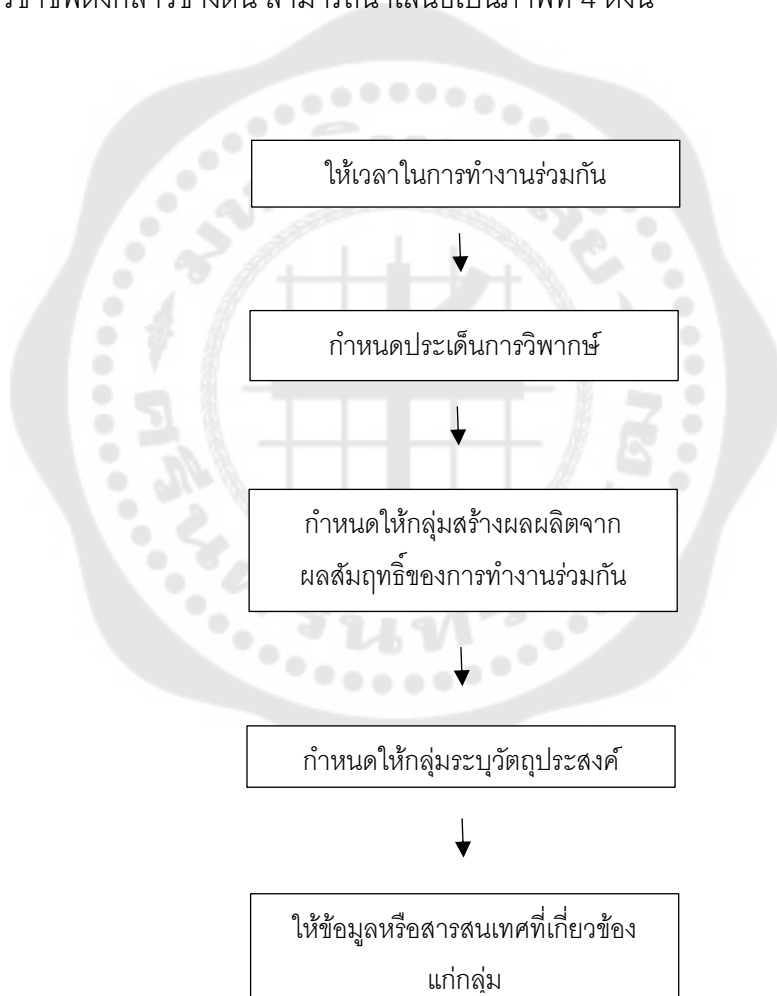 ให้เวลาในการทำงานร่วมกัน
กำหนดประเด็นการวิพากษ์
กำหนดให้กลุ่มสร้างผลผลิตจาก
ผลสัมฤทธิ์ของการทำงานร่วมกัน
กำหนดให้กลุ่มระบุวัตถุประสงค์
ให้ข้อมูลหรือสารสนเทศที่เกี่ยวข้อง
แก่กลุ่ม